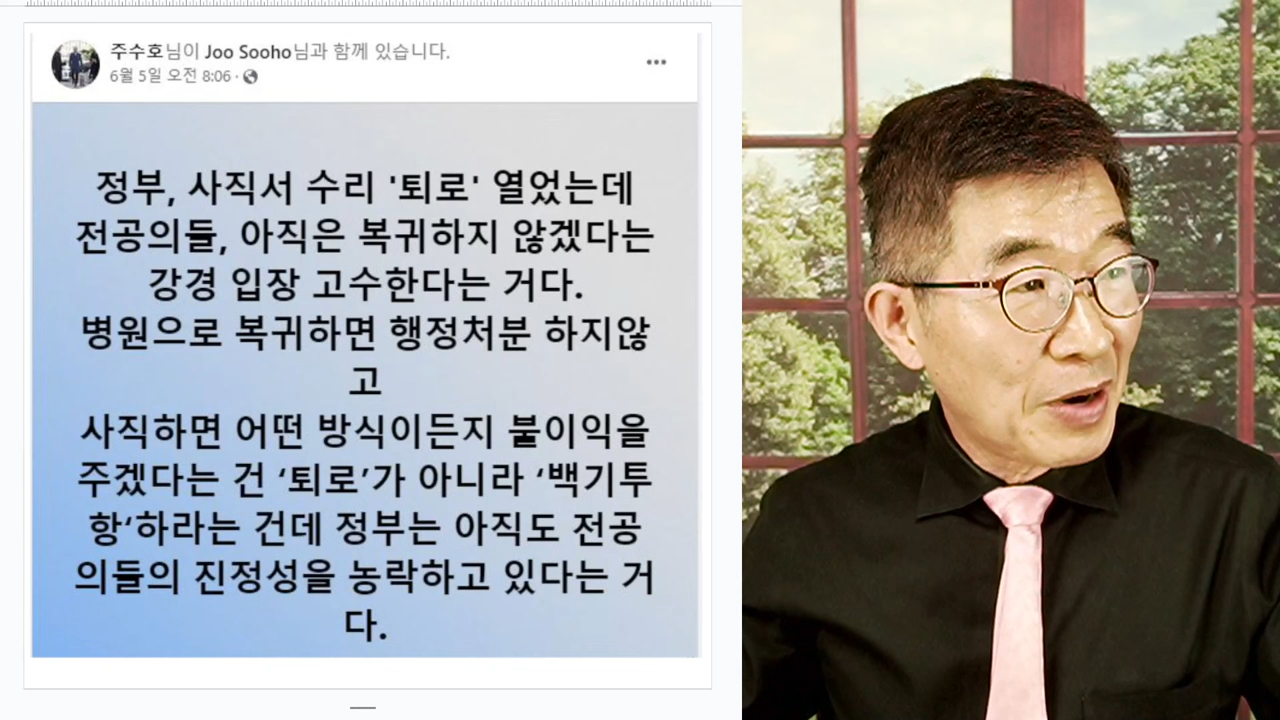 주수호님이 Joo Sooho님과 함께 있습니다.
6월 5일 오전 8:06 ·
정부, 사직서 수리 '퇴로' 열었는데
전공의들, 아직은 복귀하지 않겠다는
강경 입장 고수한다는 거다.
병원으로 복귀하면 행정처분 하지않
고
사직하면 어떤 방식이든지 불이익을
주겠다는 건 ‘퇴로’가 아니라 ‘백기투
항‘하라는 건데 정부는 아직도 전공
의들의 진정성을 농락하고 있다는 거
다.